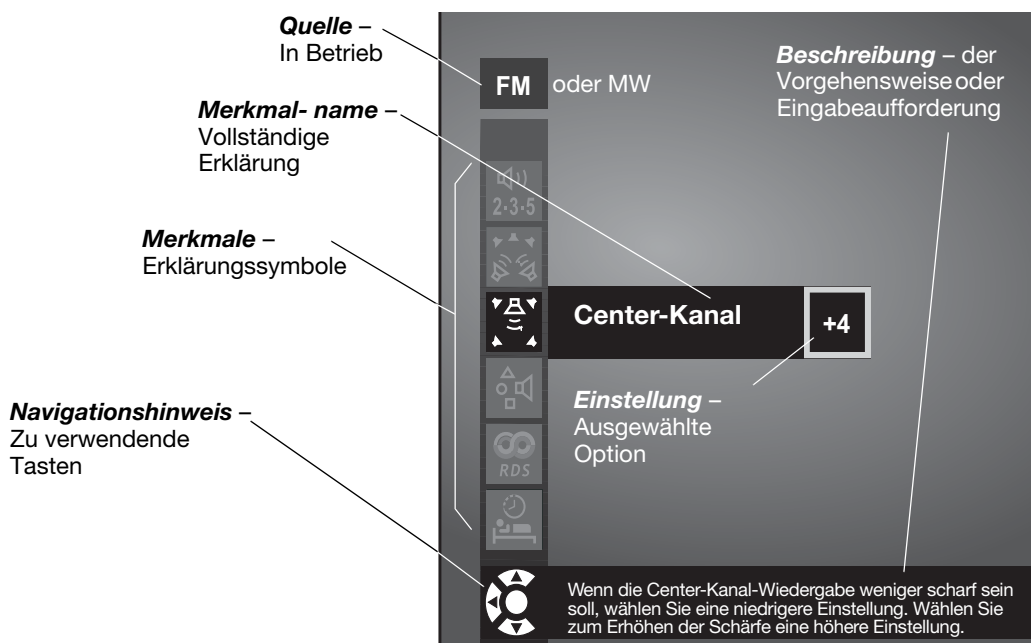 Quelle –
In Betrieb
FM oder MW
Beschreibung – der
Vorgehensweise oder
Eingabeaufforderung
Merkmal- name –
Vollständige
Erklärung
2·3·5
Merkmale –
Erklärungssymbole
Center-Kanal +4
Einstellung –
Ausgewählte
Option
Navigationshinweis –
Zu verwendende
Tasten
RDS
Wenn die Center-Kanal-Wiedergabe weniger scharf sein
soll, wählen Sie eine niedrigere Einstellung. Wählen Sie
zum Erhöhen der Schärfe eine höhere Einstellung.